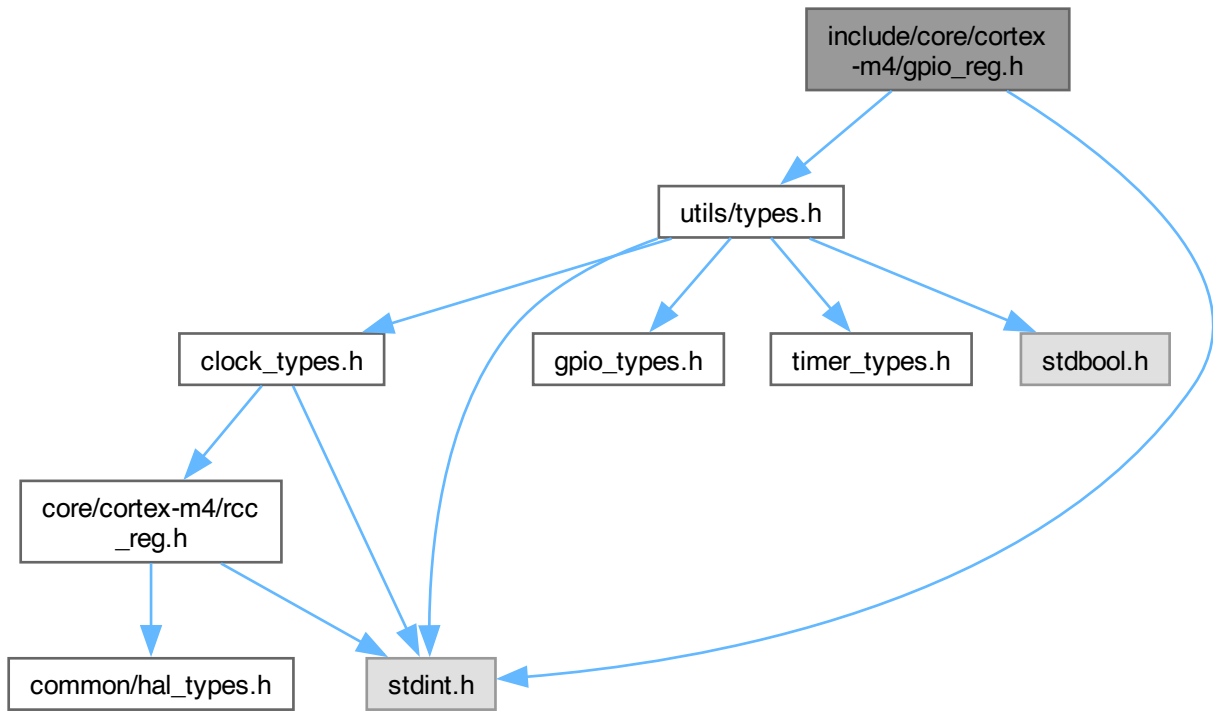 include/core/cortex
-m4/gpio_reg.h
utils/types.h
clock_types.h
gpio_types.h
timer_types.h
stdbool.h
core/cortex-m4/rcc
_reg.h
common/hal_types.h
stdint.h